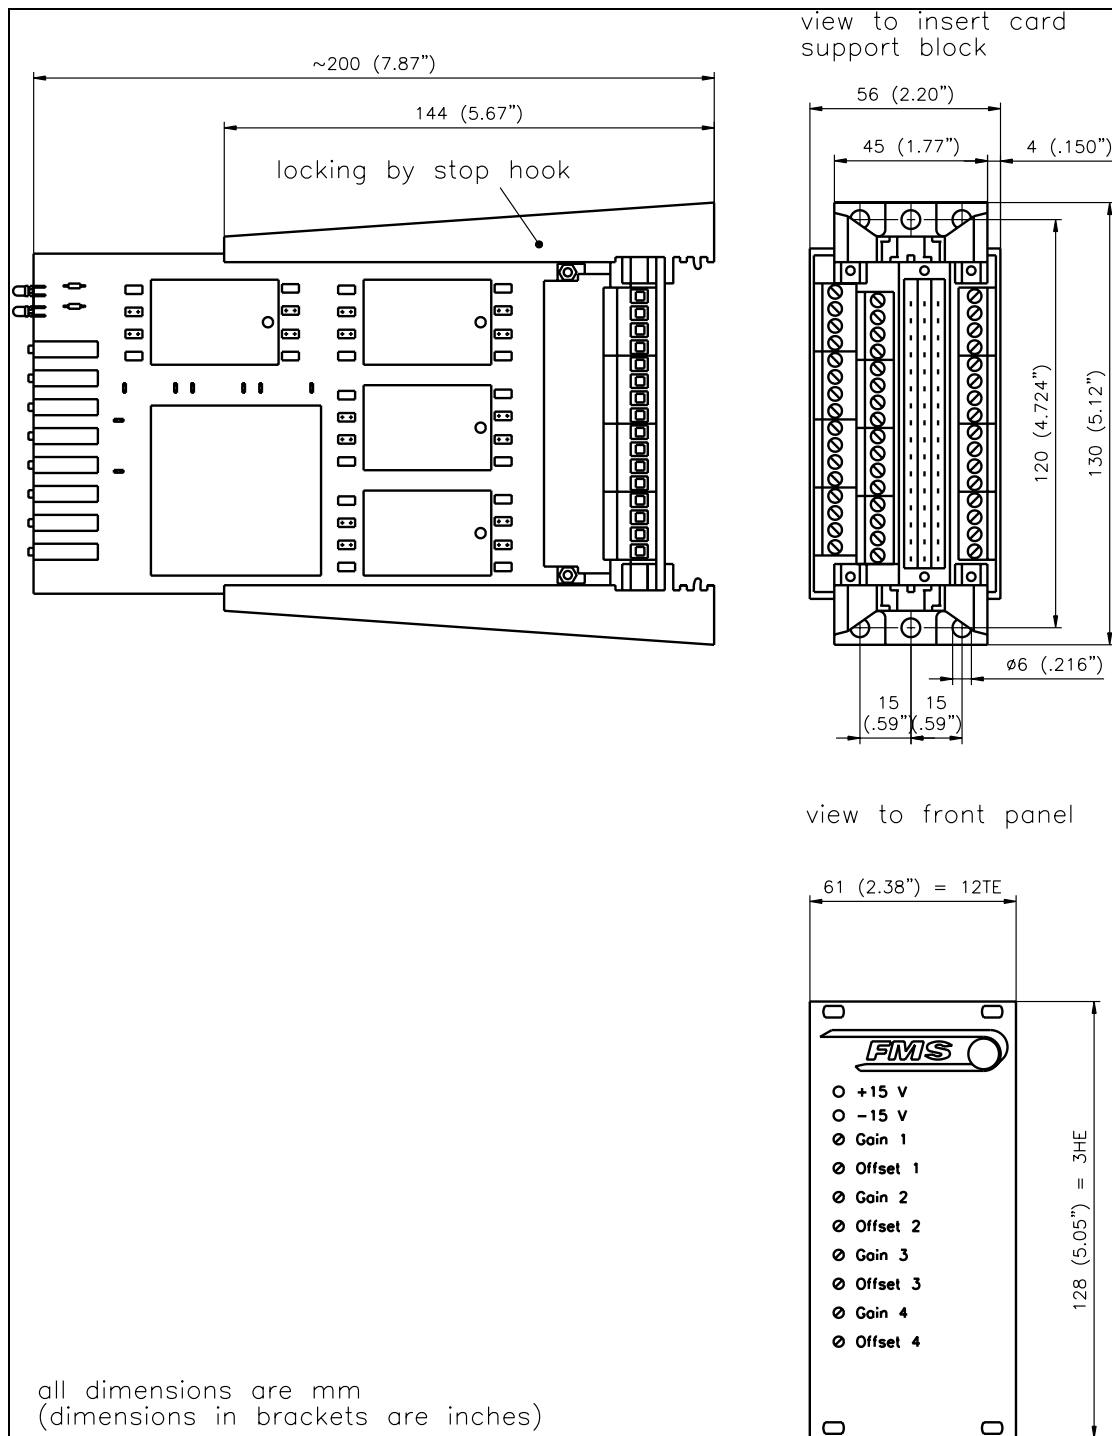 view to insert card
support block
~200 (7.87")
144 (5.67")
locking by stop hook
56 (2.20")
45 (1.77")
4 (.150")
120 (4.724")
130 (5.12")
ø6 (.216")
15
(.59")
15
(.59")
view to front panel
61 (2.38") = 12TE
FMS
+15 V
-15 V
Gain 1
Offset 1
Gain 2
Offset 2
Gain 3
Offset 3
Gain 4
Offset 4
128 (5.05") = 3HE
all dimensions are mm
(dimensions in brackets are inches)